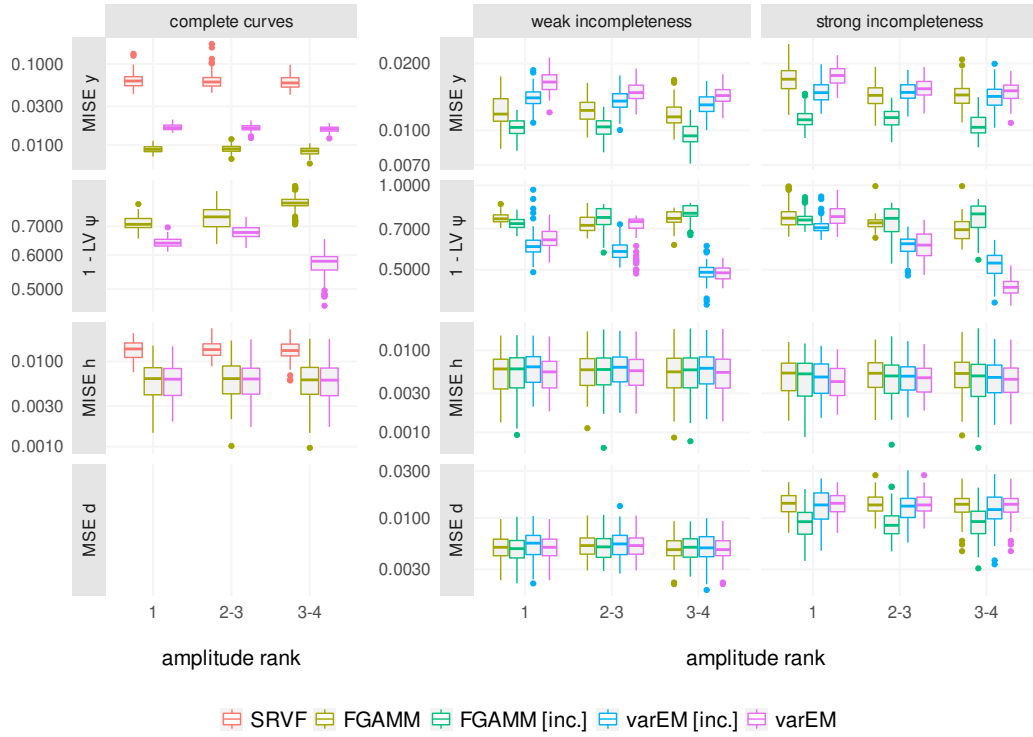 complete curves
weak incompleteness
strong incompleteness
MISE y
0.1000
0.0300
0.0100
0.0200
0.0100
0.0070
1 - LV ψ
0.7000
0.6000
0.5000
1.0000
0.7000
0.5000
MISE h
0.0100
0.0030
0.0010
0.0100
0.0030
0.0010
MSE d
0.0300
0.0100
0.0030
1 2-3 3-4
1 2-3 3-4
1 2-3 3-4
amplitude rank
amplitude rank
SRVF FGAMM FGAMM [inc.] varEM [inc.] varEM